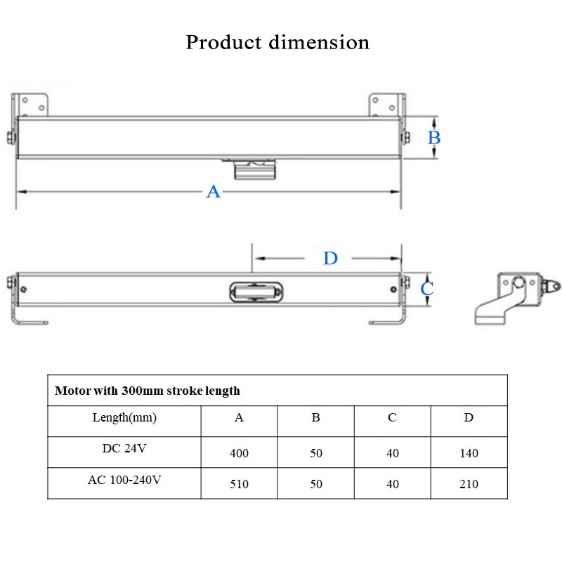 Product dimension
B
A
D
C
Motor with 300mm stroke length
Length(mm) A B C D
DC 24V 400 50 40 140
AC 100-240V 510 50 40 210